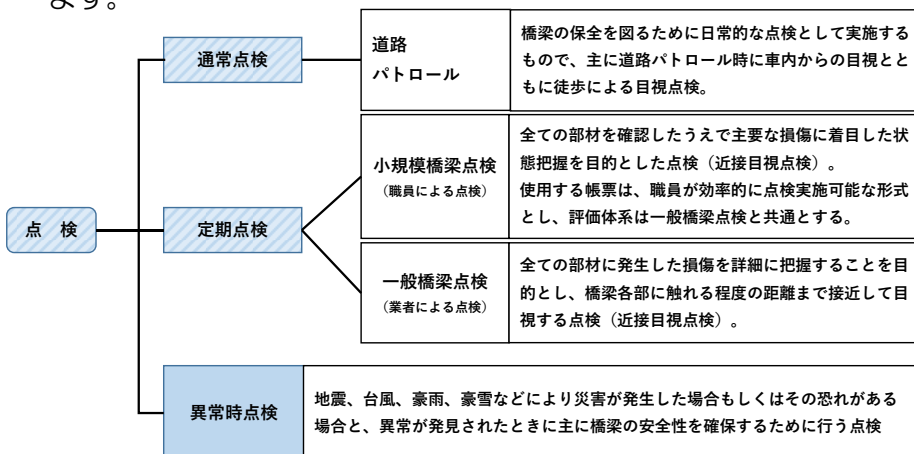 ます。
通常点検
道路
パトロール
橋梁の保全を図るために日常的な点検として実施する
もので、主に道路パトロール時に車内からの目視とと
もに徒歩による目視点検。
点　検
定期点検
小規模橋梁点検
（職員による点検）
全ての部材を確認したうえで主要な損傷に着目した状
態把握を目的とした点検（近接目視点検）。
使用する帳票は、職員が効率的に点検実施可能な形式
とし、評価体系は一般橋梁点検と共通とする。
一般橋梁点検
（業者による点検）
全ての部材に発生した損傷を詳細に把握することを目
的とし、橋梁各部に触れる程度の距離まで接近して目
視する点検（近接目視点検）。
異常時点検
地震、台風、豪雨、豪雪などにより災害が発生した場合もしくはその恐れがある
場合と、異常が発見されたときに主に橋梁の安全性を確保するために行う点検